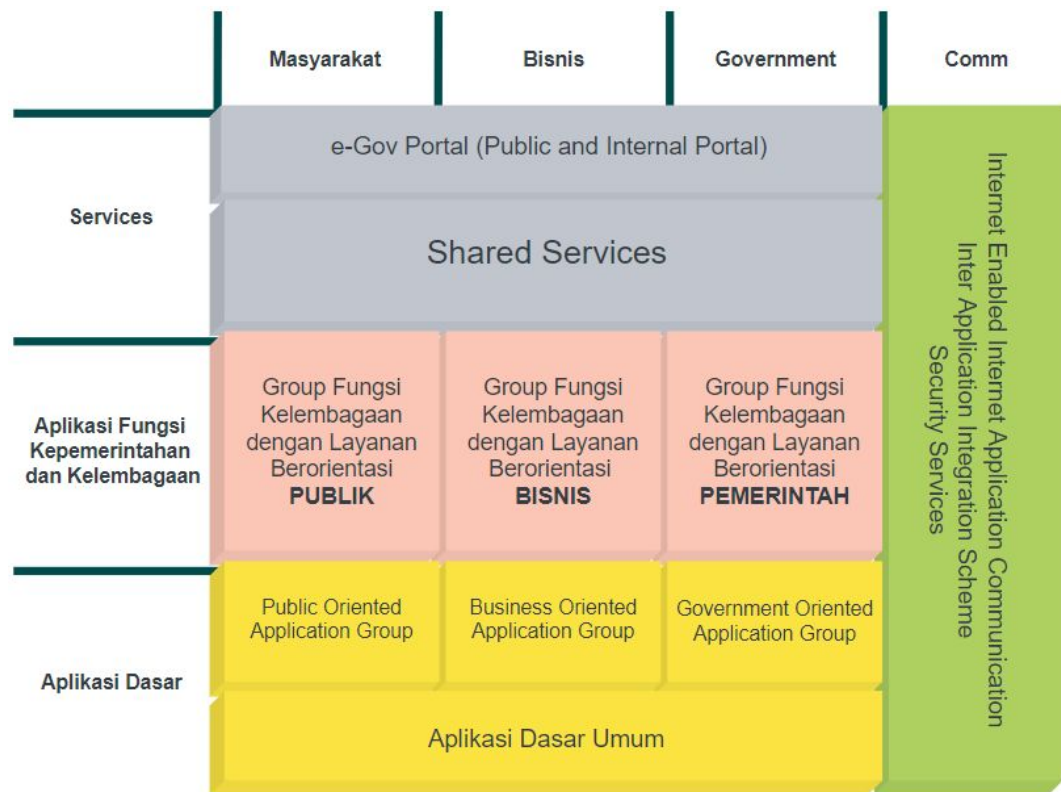 Masyarakat
Bisnis
Government
Comm
Services
e-Gov Portal (Public and Internal Portal)
Shared Services
Aplikasi Fungsi
Kepemerintahan
dan Kelembagaan
Group Fungsi
Kelembagaan
dengan Layanan
Berorientasi
PUBLIK
Group Fungsi
Kelembagaan
dengan Layanan
Berorientasi
BISNIS
Group Fungsi
Kelembagaan
dengan Layanan
Berorientasi
PEMERINTAH
Aplikasi Dasar
Public Oriented
Application Group
Business Oriented
Application Group
Government Oriented
Application Group
Aplikasi Dasar Umum
Internet Enabled Internet Application Communication
Inter Application Integration Scheme
Security Services